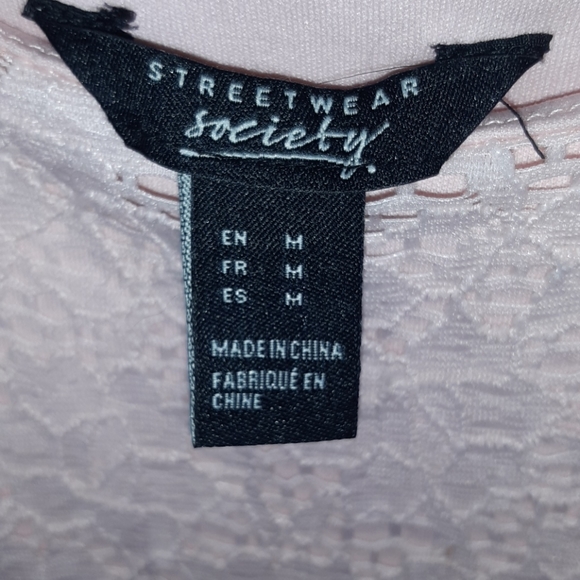 STREETWEAR
society
EN M
FR M
ES M
MADE IN CHINA
FABRIQUÉ EN
CHINE